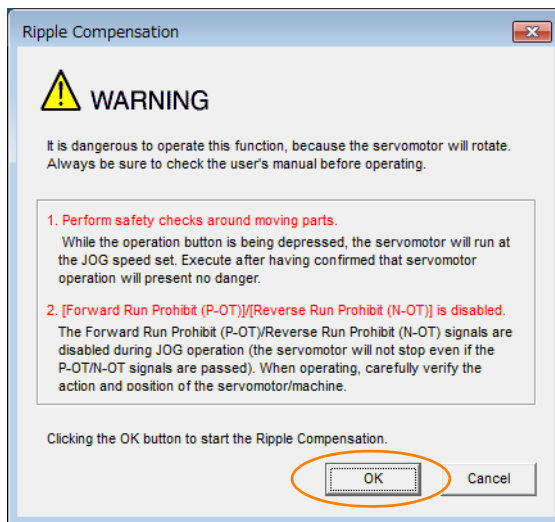 Ripple Compensation
WARNING
It is dangerous to operate this function, because the servomotor will rotate.
Always be sure to check the user's manual before operating.
1. Perform safety checks around moving parts.
While the operation button is being depressed, the servomotor will run at
the JOG speed set. Execute after having confirmed that servomotor
operation will present no danger.
2. [Forward Run Prohibit (P-OT)]/[Reverse Run Prohibit (N-OT)] is disabled.
The Forward Run Prohibit (P-OT)/Reverse Run Prohibit (N-OT) signals are
disabled during JOG operation (the servomotor will not stop even if the
P-OT/N-OT signals are passed). When operating, carefully verify the
action and position of the servomotor/machine.
Clicking the OK button to start the Ripple Compensation.
OK Cancel